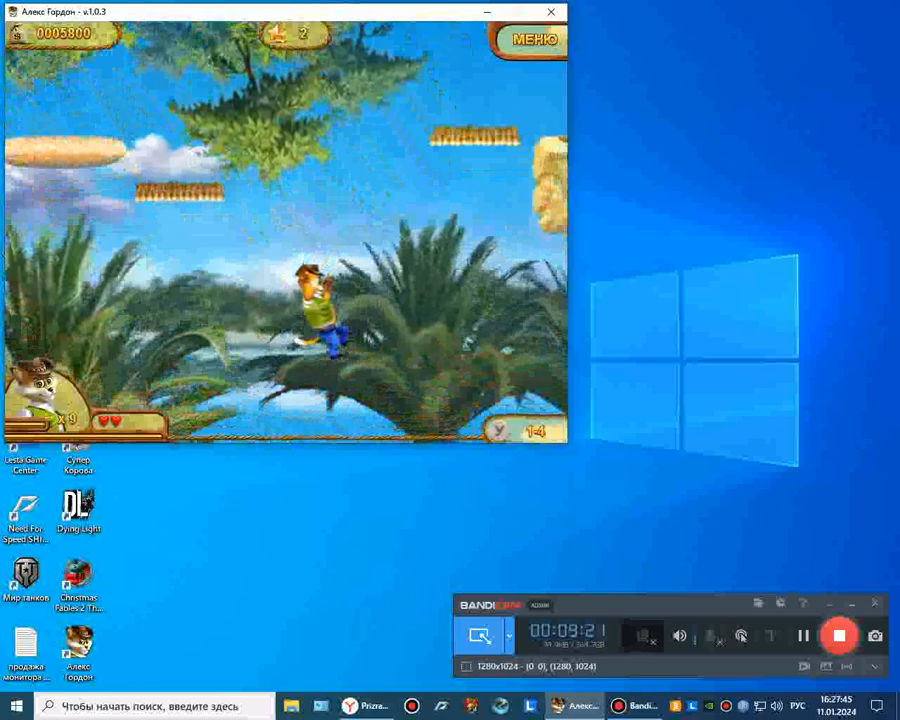 Алекс Гордон - v.1.0.3
0005800
2
МЕНЮ
x 9
1-4
Lesta Game
Center
Супер
Корова
Need For
Speed SHI...
Dying Light
Мир танков
Christmas
Fables 2 Th...
продажа
монитора ...
Алекс
Гордон
BANDICAM
ADMIN
00:09:21
1280x1024 - (0, 0), (1280, 1024)
Чтобы начать поиск, введите здесь
Prizra...
Алекс...
Bandi...
РУС
16:27:45
11.01.2024